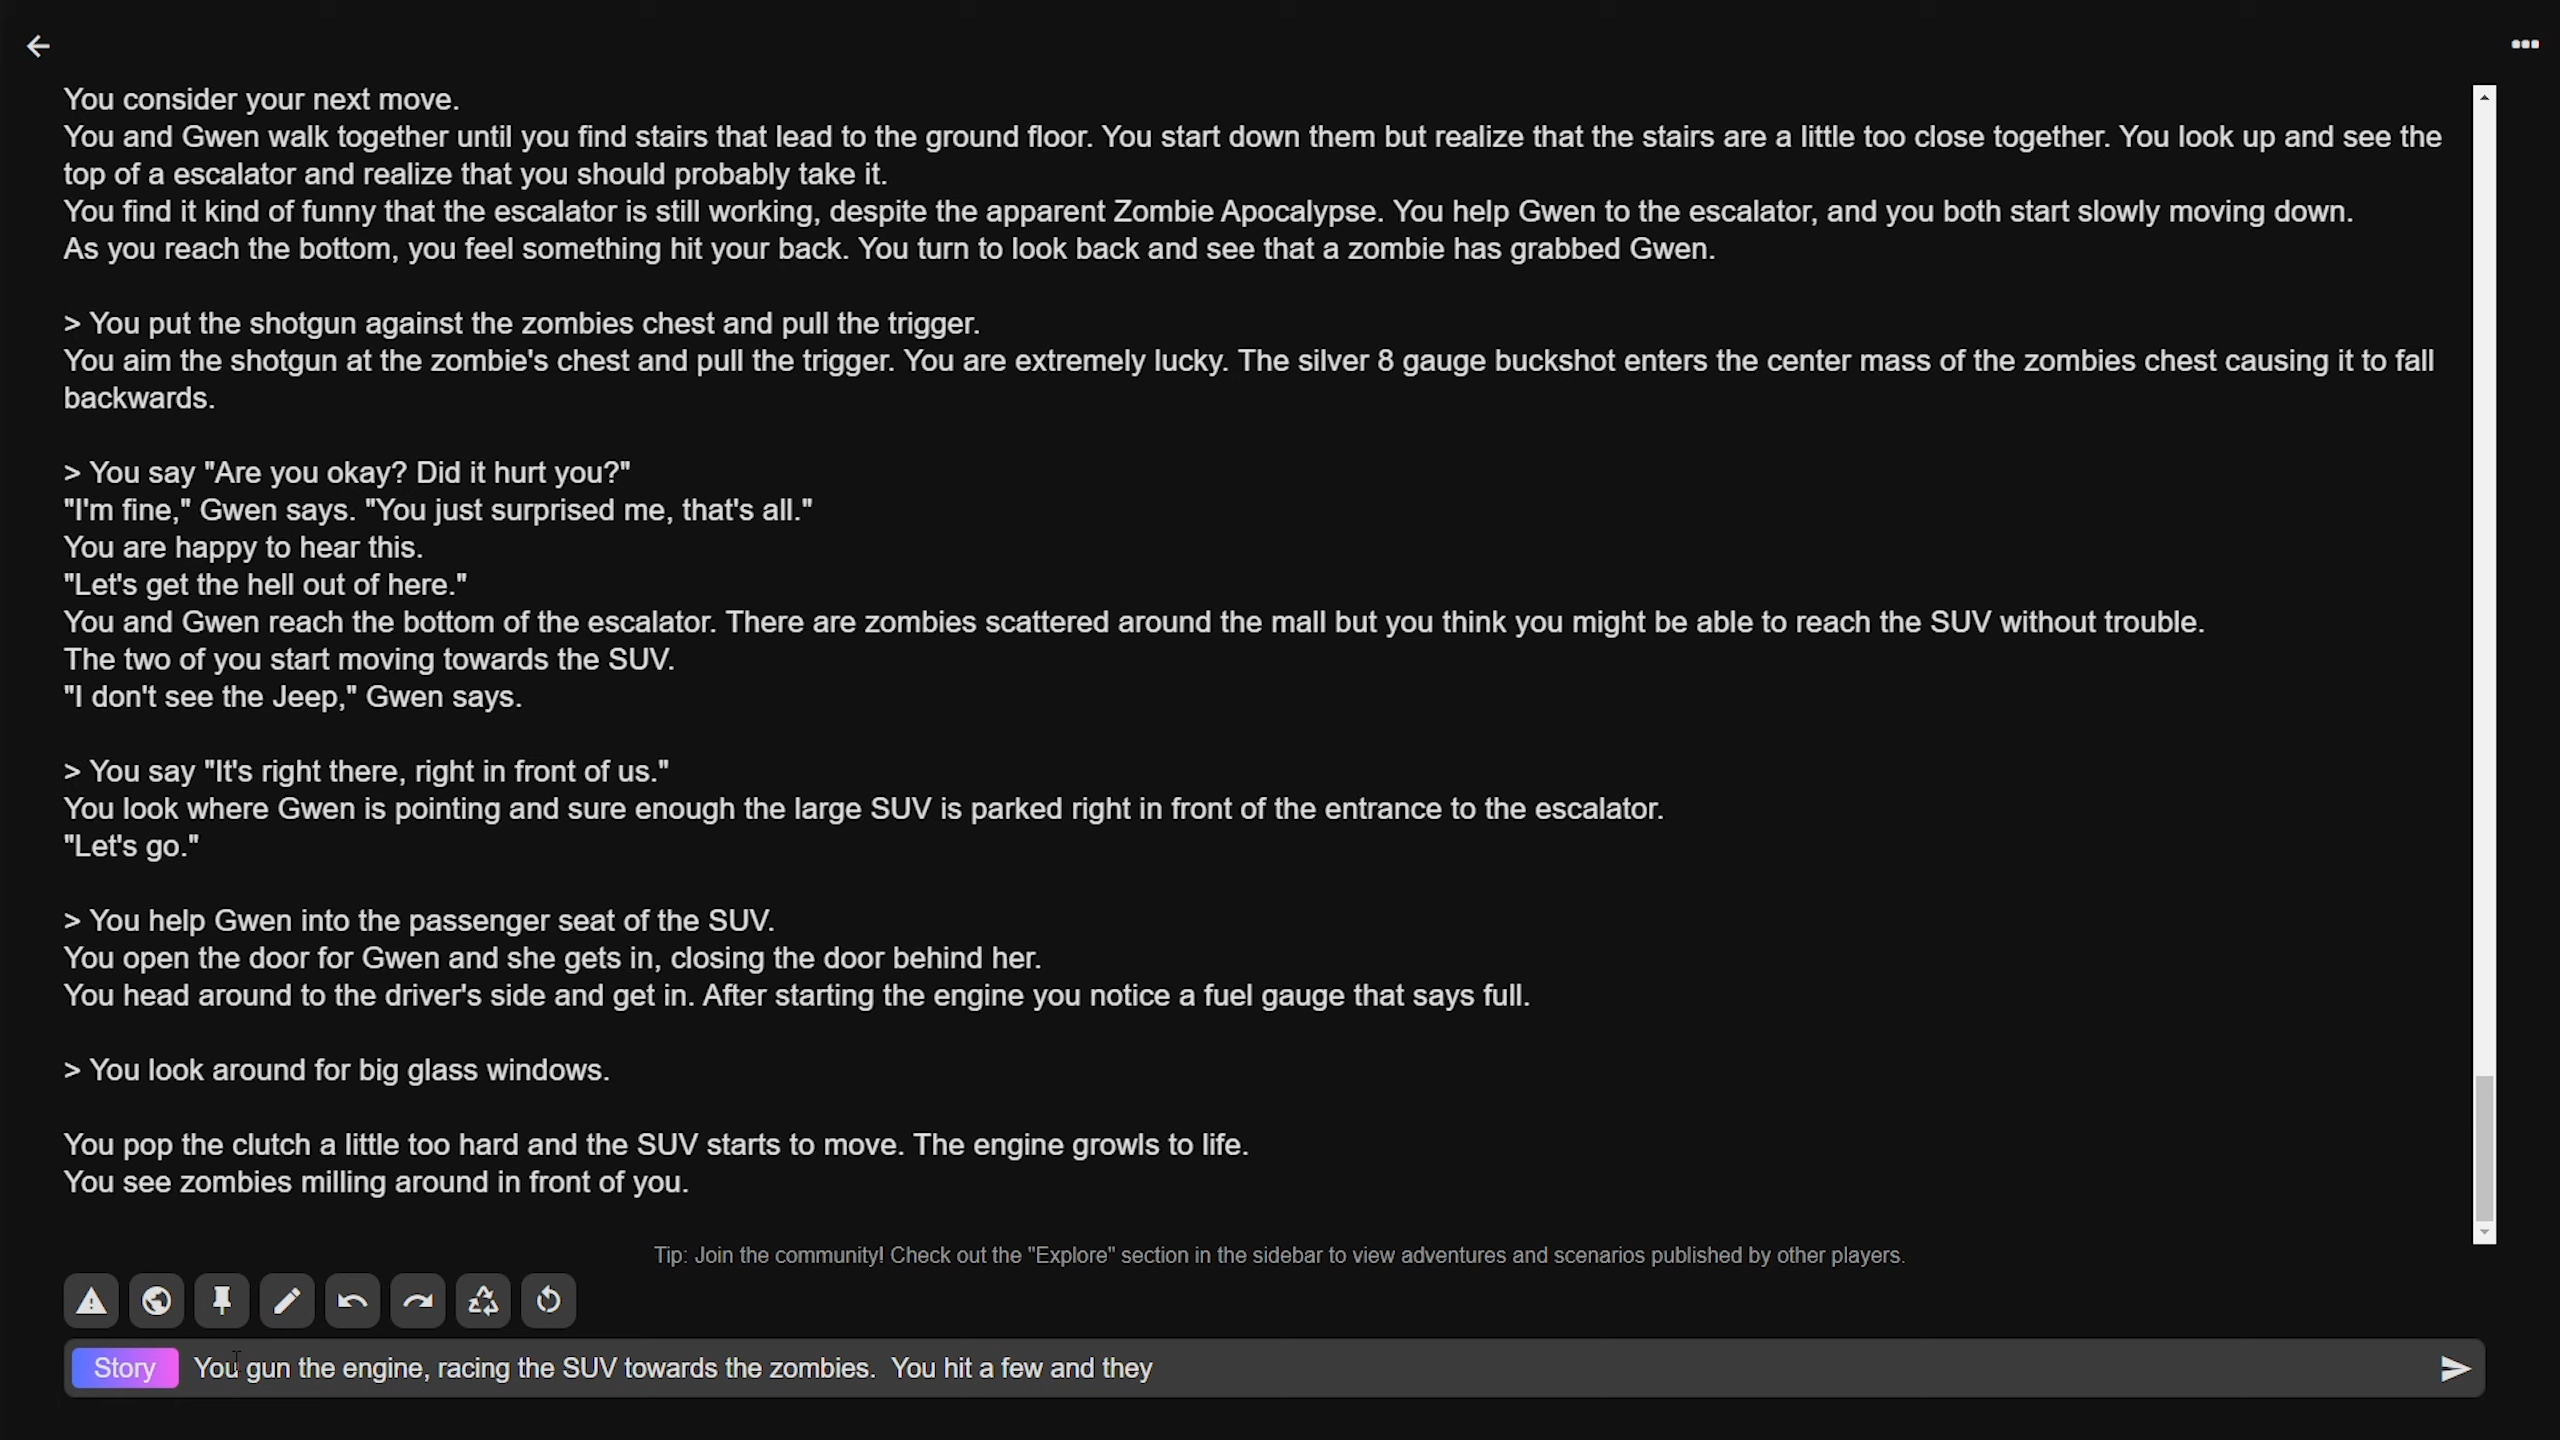 You consider your next move.
You and Gwen walk together until you find stairs that lead to the ground floor. You start down them but realize that the stairs are a little too close together. You look up and see the
top of a escalator and realize that you should probably take it.
You find it kind of funny that the escalator is still working, despite the apparent Zombie Apocalypse. You help Gwen to the escalator, and you both start slowly moving down.
As you reach the bottom, you feel something hit your back. You turn to look back and see that a zombie has grabbed Gwen.
> You put the shotgun against the zombies chest and pull the trigger.
You aim the shotgun at the zombie's chest and pull the trigger. You are extremely lucky. The silver 8 gauge buckshot enters the center mass of the zombies chest causing it to fall
backwards.
> You say "Are you okay? Did it hurt you?"
"I'm fine," Gwen says. "You just surprised me, that's all."
You are happy to hear this.
"Let's get the hell out of here."
You and Gwen reach the bottom of the escalator. There are zombies scattered around the mall but you think you might be able to reach the SUV without trouble.
The two of you start moving towards the SUV.
"I don't see the Jeep," Gwen says.
> You say "It's right there, right in front of us."
You look where Gwen is pointing and sure enough the large SUV is parked right in front of the entrance to the escalator.
"Let's go."
> You help Gwen into the passenger seat of the SUV.
You open the door for Gwen and she gets in, closing the door behind her.
You head around to the driver's side and get in. After starting the engine you notice a fuel gauge that says full.
> You look around for big glass windows.
You pop the clutch a little too hard and the SUV starts to move. The engine growls to life.
You see zombies milling around in front of you.
Tip: Join the community! Check out the "Explore" section in the sidebar to view adventures and scenarios published by other players.
Story You gun the engine, racing the SUV towards the zombies.  You hit a few and they